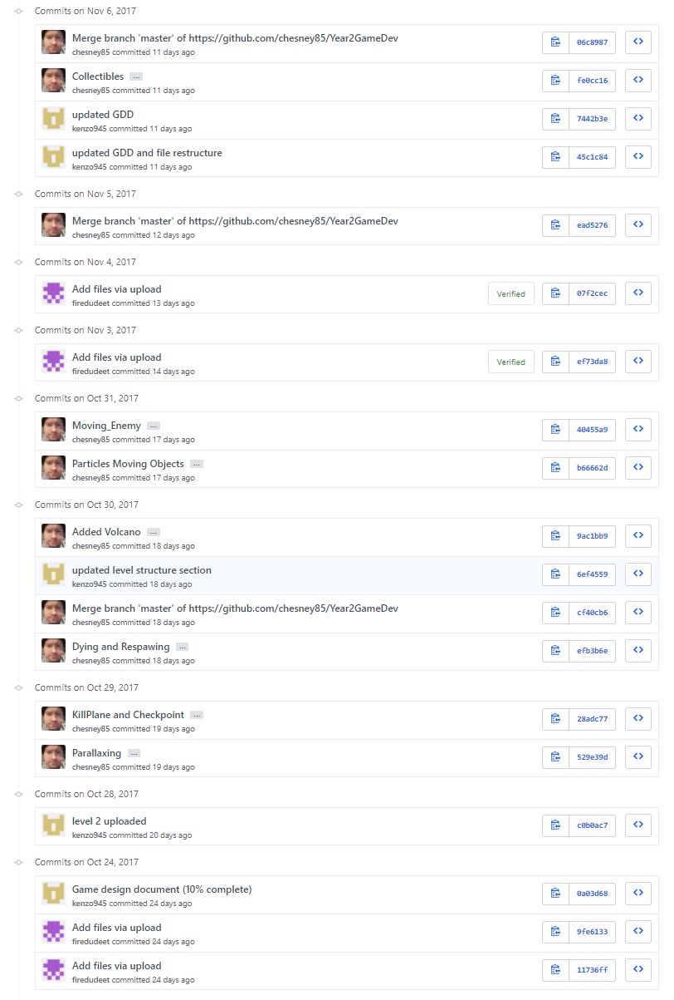 Commits on Nov 6, 2017
Merge branch 'master' of https://github.com/chesney85/Year2GameDev
chesney85 committed 11 days ago
06c8987
Collectibles …
chesney85 committed 11 days ago
fe0cc16
updated GDD
kenzo945 committed 11 days ago
7442b3e
updated GDD and file restructure
kenzo945 committed 11 days ago
45c1c84
Commits on Nov 5, 2017
Merge branch 'master' of https://github.com/chesney85/Year2GameDev
chesney85 committed 12 days ago
ead5276
Commits on Nov 4, 2017
Add files via upload
firedudeet committed 13 days ago
Verified
07f2cec
Commits on Nov 3, 2017
Add files via upload
firedudeet committed 14 days ago
Verified
ef73da8
Commits on Oct 31, 2017
Moving_Enemy …
chesney85 committed 17 days ago
40455a9
Particles Moving Objects …
chesney85 committed 17 days ago
b66662d
Commits on Oct 30, 2017
Added Volcano …
chesney85 committed 18 days ago
9ac1bb9
updated level structure section
kenzo945 committed 18 days ago
6ef4559
Merge branch 'master' of https://github.com/chesney85/Year2GameDev
chesney85 committed 18 days ago
cf40cb6
Dying and Respawing …
chesney85 committed 18 days ago
efb3b6e
Commits on Oct 29, 2017
KillPlane and Checkpoint …
chesney85 committed 19 days ago
28adc77
Parallaxing …
chesney85 committed 19 days ago
529e39d
Commits on Oct 28, 2017
level 2 uploaded
kenzo945 committed 20 days ago
c0b0ac7
Commits on Oct 24, 2017
Game design document (10% complete)
kenzo945 committed 24 days ago
0a03d68
Add files via upload
firedudeet committed 24 days ago
9fe6133
Add files via upload
firedudeet committed 24 days ago
11736ff